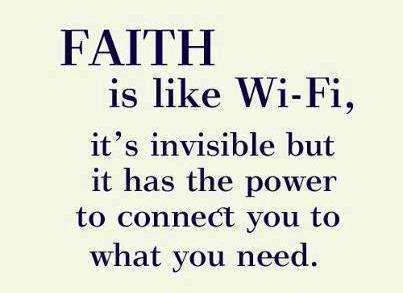 FAITH
is like Wi-Fi,
it's invisible but
it has the power
to connect you to
what you need.